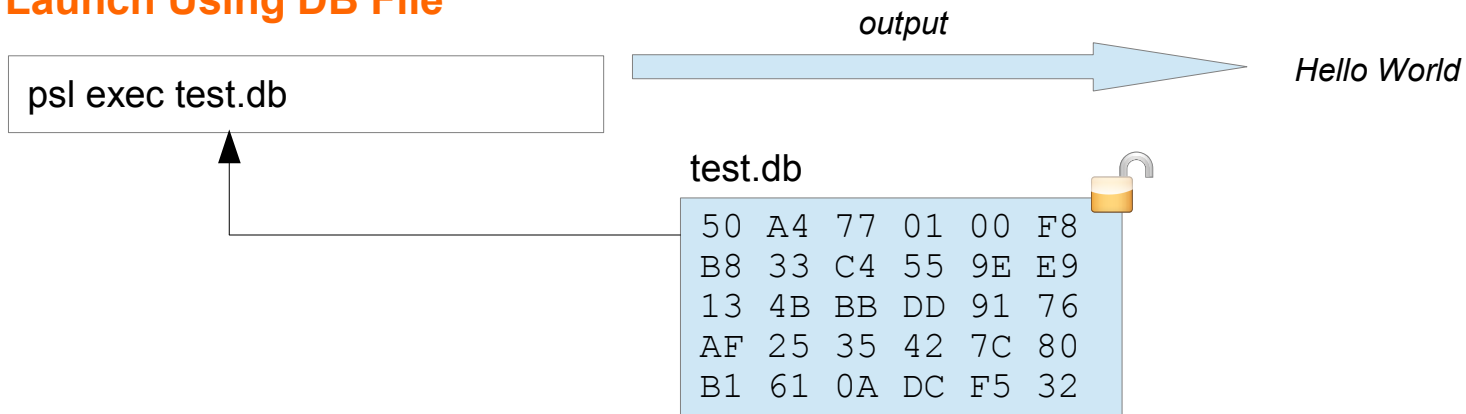 Launch Using DB File
output
psl exec test.db
Hello World
test.db
50 A4 77 01 00 F8
B8 33 C4 55 9E E9
13 4B BB DD 91 76
AF 25 35 42 7C 80
B1 61 0A DC F5 32